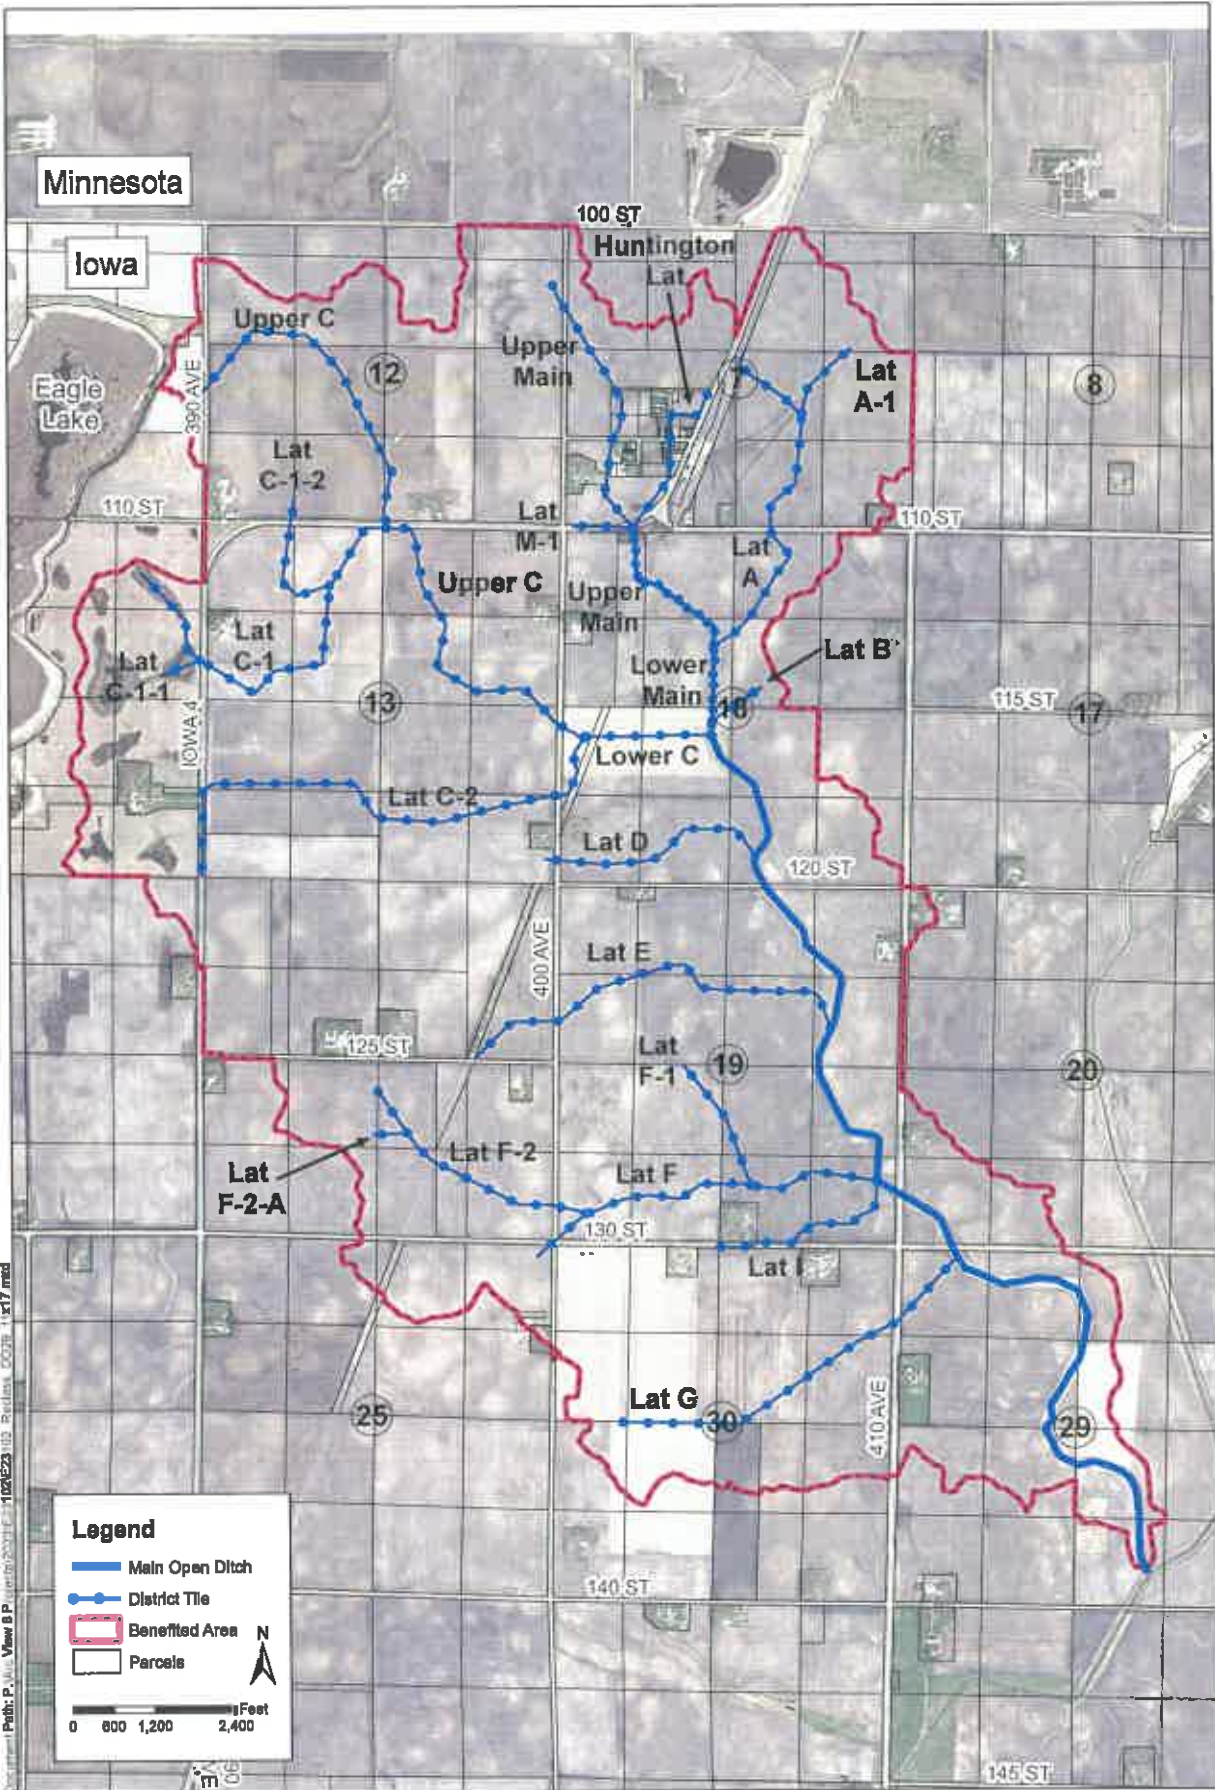 Minnesota
100 ST
Iowa
Huntington
Lat
Upper C
Upper
Main
12
7
Lat
A-1
8
Eagle
Lake
390 AVE
Lat
C-1-2
110 ST
Lat
M-1
110 ST
Lat
A
Upper C
Upper
Main
Lat
C-1
Lat B
Lat
C-1-1
Lower
Main
13
18
115 ST
17
IOWA 4
Lower C
Lat C-2
Lat D
120 ST
Lat E
400 AVE
125 ST
Lat
F-1
19
20
Lat F-2
Lat
F-2-A
Lat F
130 ST
Lat I
Lat G
25
30
410 AVE
29
Legend
Main Open Ditch
District Tile
Benefited Area
Parcels
N
Feet
0 600 1,200 2,400
140 ST
145 ST